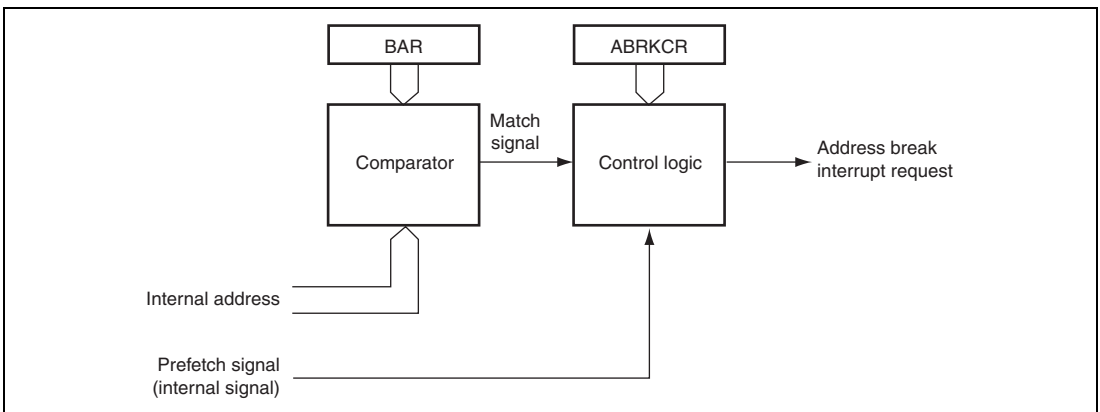 BAR
ABRKCR
Match
signal
Comparator
Control logic
Address break
interrupt request
Internal address
Prefetch signal
(internal signal)